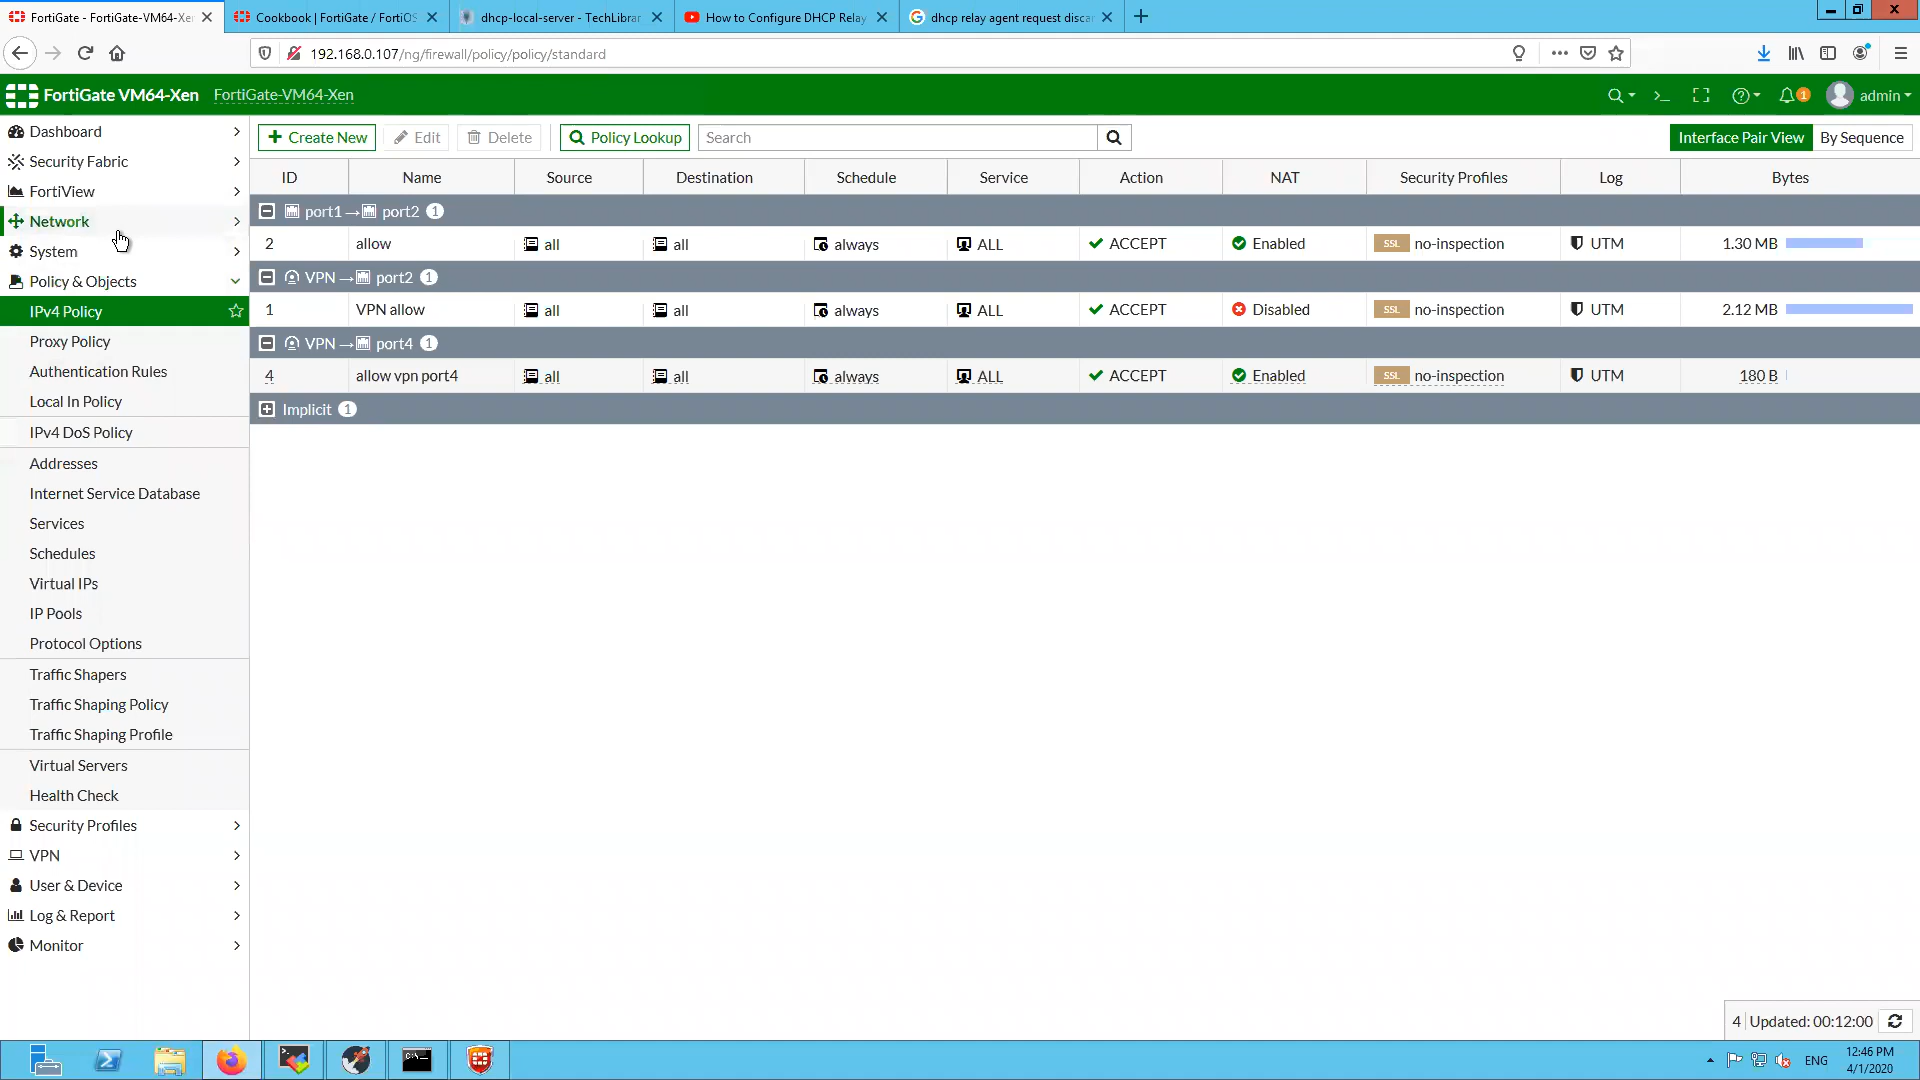 FortiGate - FortiGate-VM64-Xe
Cookbook | FortiGate / FortiOS
dhcp-local-server - TechLibrar
How to Configure DHCP Relay
dhcp relay agent request disca
192.168.0.107/ng/firewall/policy/policy/standard
FortiGate VM64-Xen
FortiGate-VM64-Xen
1
admin
Dashboard
Security Fabric
FortiView
Network
System
Policy & Objects
IPv4 Policy
Proxy Policy
Authentication Rules
Local In Policy
IPv4 DoS Policy
Addresses
Internet Service Database
Services
Schedules
Virtual IPs
IP Pools
Protocol Options
Traffic Shapers
Traffic Shaping Policy
Traffic Shaping Profile
Virtual Servers
Health Check
Security Profiles
VPN
User & Device
Log & Report
Monitor
Create New
Edit
Delete
Policy Lookup
Search
Interface Pair View
By Sequence
ID Name Source Destination Schedule Service Action NAT Security Profiles Log Bytes
port1 → port2 1
2 allow all all always ALL ACCEPT Enabled SSL no-inspection UTM 1.30 MB
VPN → port2 1
1 VPN allow all all always ALL ACCEPT Disabled SSL no-inspection UTM 2.12 MB
VPN → port4 1
4 allow vpn port4 all all always ALL ACCEPT Enabled SSL no-inspection UTM 180 B
Implicit 1
4 Updated: 00:12:00
ENG
12:46 PM
4/1/2020